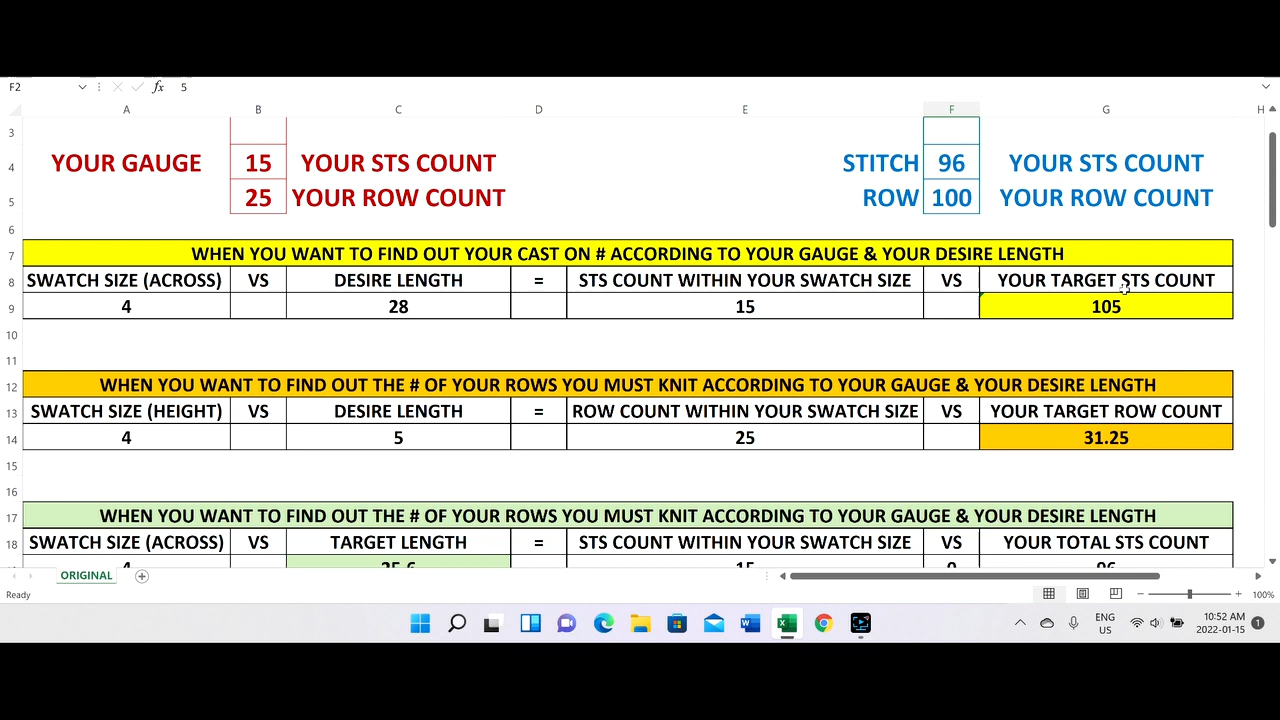 F2 fx 5
A B C D E F G H
3
4 YOUR GAUGE 15 YOUR STS COUNT STITCH 96 YOUR STS COUNT
5 25 YOUR ROW COUNT ROW 100 YOUR ROW COUNT
6
7 WHEN YOU WANT TO FIND OUT YOUR CAST ON # ACCORDING TO YOUR GAUGE & YOUR DESIRE LENGTH
8 SWATCH SIZE (ACROSS) VS DESIRE LENGTH = STS COUNT WITHIN YOUR SWATCH SIZE VS YOUR TARGET STS COUNT
9 4 28 15 105
10
11
12 WHEN YOU WANT TO FIND OUT THE # OF YOUR ROWS YOU MUST KNIT ACCORDING TO YOUR GAUGE & YOUR DESIRE LENGTH
13 SWATCH SIZE (HEIGHT) VS DESIRE LENGTH = ROW COUNT WITHIN YOUR SWATCH SIZE VS YOUR TARGET ROW COUNT
14 4 5 25 31.25
15
16
17 WHEN YOU WANT TO FIND OUT THE # OF YOUR ROWS YOU MUST KNIT ACCORDING TO YOUR GAUGE & YOUR DESIRE LENGTH
18 SWATCH SIZE (ACROSS) VS TARGET LENGTH = STS COUNT WITHIN YOUR SWATCH SIZE VS YOUR TOTAL STS COUNT
4 25.6 15 0 96
ORIGINAL
Ready 100%
ENG 10:52 AM 1
US 2022-01-15